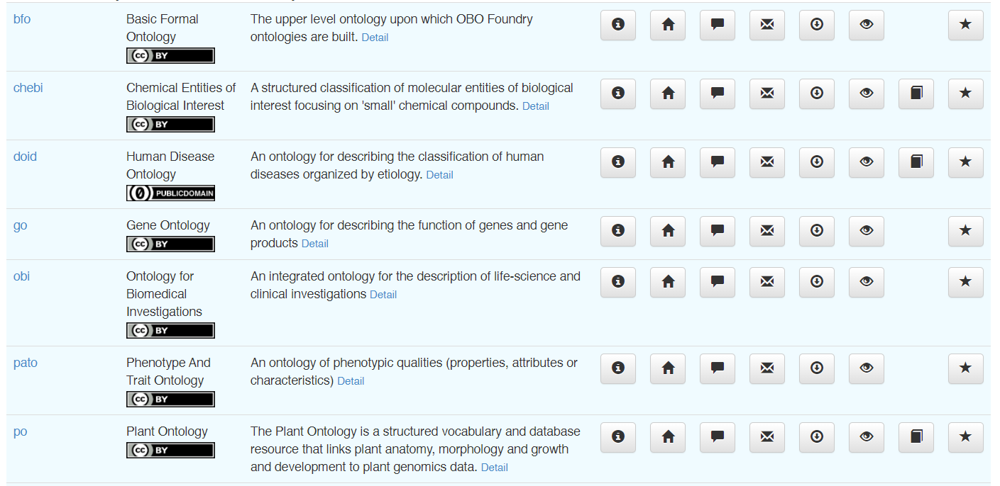 bfo
Basic Formal
Ontology
cc BY
The upper level ontology upon which OBO Foundry
ontologies are built. Detail
chebi
Chemical Entities of
Biological Interest
cc BY
A structured classification of molecular entities of biological
interest focusing on 'small' chemical compounds. Detail
doid
Human Disease
Ontology
0 PUBLICDOMAIN
An ontology for describing the classification of human
diseases organized by etiology. Detail
go
Gene Ontology
cc BY
An ontology for describing the function of genes and gene
products Detail
obi
Ontology for
Biomedical
Investigations
cc BY
An integrated ontology for the description of life-science and
clinical investigations Detail
pato
Phenotype And
Trait Ontology
cc BY
An ontology of phenotypic qualities (properties, attributes or
characteristics) Detail
po
Plant Ontology
cc BY
The Plant Ontology is a structured vocabulary and database
resource that links plant anatomy, morphology and growth
and development to plant genomics data. Detail